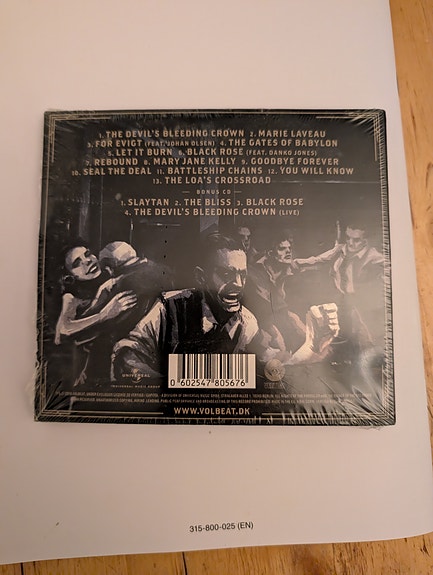 1. THE DEVIL'S BLEEDING CROWN 2. MARIE LAVEAU
3. FOR EVIGT (FEAT. JOHAN OLSEN) 4. THE GATES OF BABYLON
5. LET IT BURN 6. BLACK ROSE (FEAT. DANKO JONES)
7. REBOUND 8. MARY JANE KELLY 9. GOODBYE FOREVER
10. SEAL THE DEAL 11. BATTLESHIP CHAINS 12. YOU WILL KNOW
13. THE LOA'S CROSSROAD
BONUS CD
1. SLAYTAN 2. THE BLISS 3. BLACK ROSE
4. THE DEVIL'S BLEEDING CROWN (LIVE)
UNIVERSAL
UNIVERSAL MUSIC GROUP
0 602547 805676
WWW.VOLBEAT.DK
315-800-025 (EN)